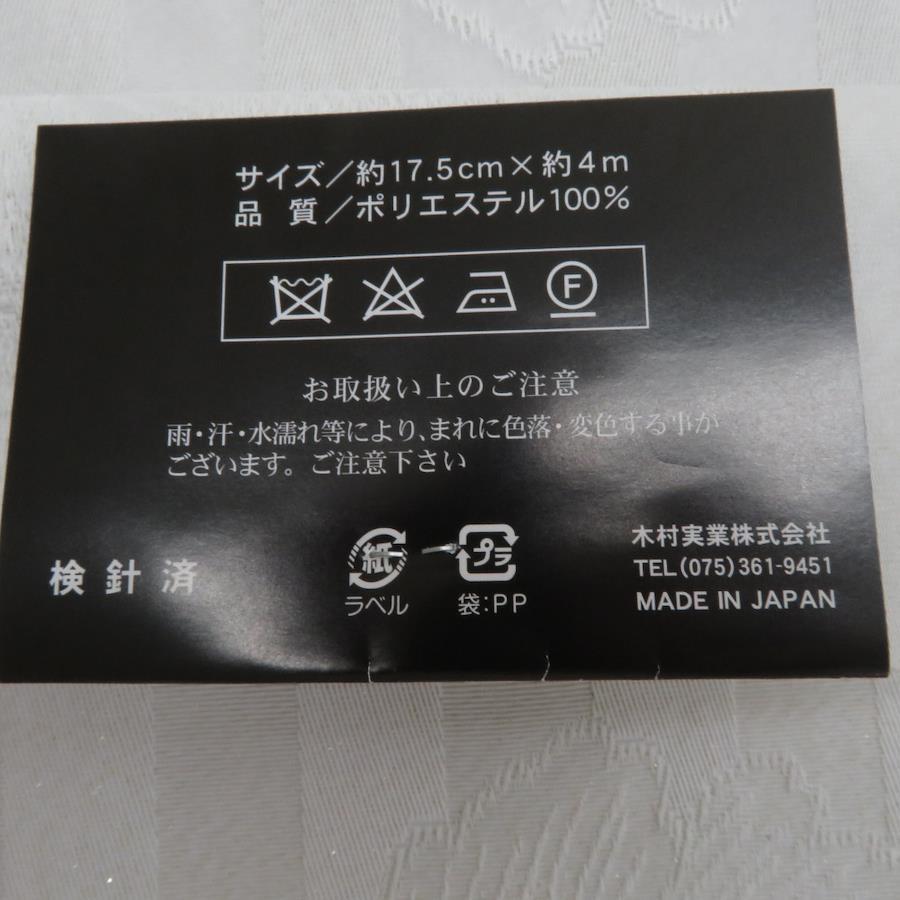 サイズ／約17.5cm×約4m
品 質／ポリエステル100%
F
お取扱い上のご注意
雨・汗・水濡れ等により、まれに色落・変色する事が
ございます。ご注意下さい
検針済
紙
ラベル
プラ
袋:PP
木村実業株式会社
TEL(075)361-9451
MADE IN JAPAN